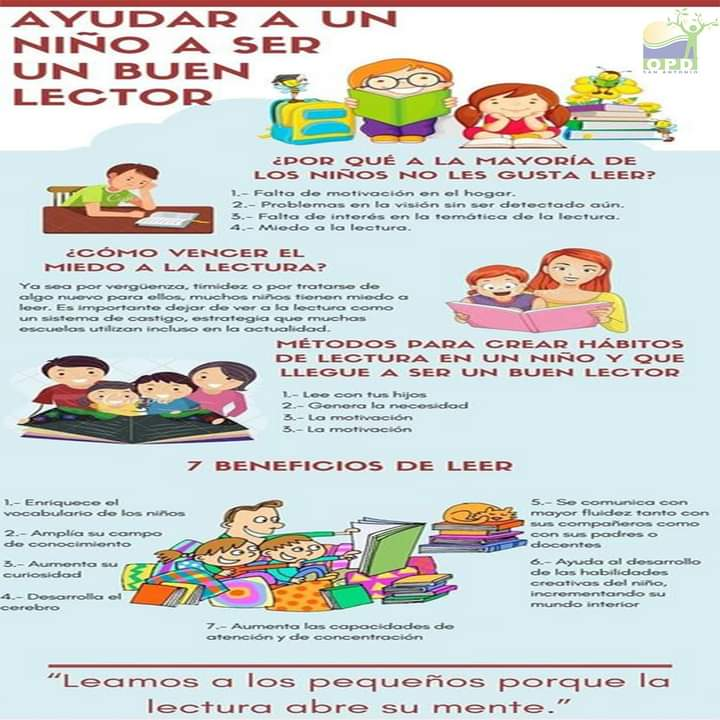 AYUDAR A UN
NIÑO A SER
UN BUEN
LECTOR
OPD
SAN ANTONIO
¿POR QUÉ A LA MAYORÍA DE
LOS NIÑOS NO LES GUSTA LEER?
1.- Falta de motivación en el hogar.
2.- Problemas en la visión sin ser detectado aún.
3.- Falta de interés en la temática de la lectura.
4.- Miedo a la lectura.
¿CÓMO VENCER EL
MIEDO A LA LECTURA?
Ya sea por vergüenza, timidez o por tratarse de
algo nuevo para ellos, muchos niños tienen miedo a
leer. Es importante dejar de ver a la lectura como
un sistema de castigo, estrategia que muchas
escuelas utilizan incluso en la actualidad.
MÉTODOS PARA CREAR HÁBITOS
DE LECTURA EN UN NIÑO Y QUE
LLEGUE A SER UN BUEN LECTOR
1.- Lee con tus hijos
2.- Genera la necesidad
3.- La motivación
3.- La motivación
7 BENEFICIOS DE LEER
1.- Enriquece el
vocabulario de los niños
2.- Amplía su campo
de conocimiento
3.- Aumenta su
curiosidad
4.- Desarrolla el
cerebro
5.- Se comunica con
mayor fluidez tanto con
sus compañeros como
con sus padres o
docentes
6.- Ayuda al desarrollo
de las habilidades
creativas del niño,
incrementando su
mundo interior
7.- Aumenta las capacidades de
atención y de concentración
“Leamos a los pequeños porque la
lectura abre su mente.”